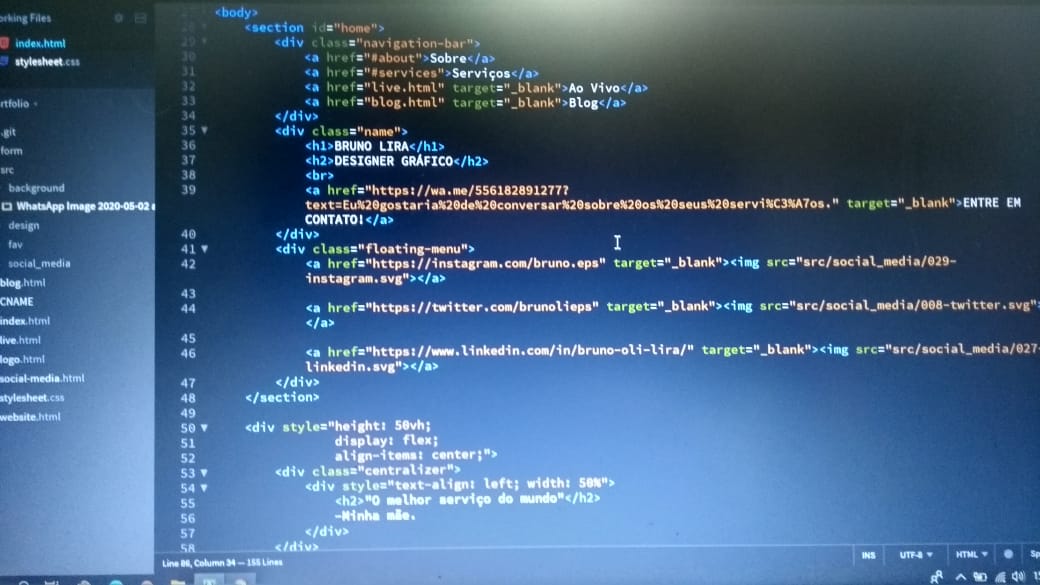 orking Files
index.html
stylesheet.css
rtfolio
.git
form
src
background
WhatsApp Image 2020-05-02 a
design
fav
social_media
blog.html
CNAME
index.html
live.html
logo.html
social-media.html
stylesheet.css
website.html
27 <body>
28 <section id="home">
29 <div class="navigation-bar">
30 <a href="#about">Sobre</a>
31 <a href="#services">Serviços</a>
32 <a href="live.html" target="_blank">Ao Vivo</a>
33 <a href="blog.html" target="_blank">Blog</a>
34 </div>
35 <div class="name">
36 <h1>BRUNO LIRA</h1>
37 <h2>DESIGNER GRÁFICO</h2>
38 <br>
39 <a href="https://wa.me/556182891277?
text=Eu%20gostaria%20de%20conversar%20sobre%20os%20seus%20servi%C3%A7os." target="_blank">ENTRE EM
CONTATO!</a>
40 </div>
41 <div class="floating-menu">
42 <a href="https://instagram.com/bruno.eps" target="_blank"><img src="src/social_media/029-
instagram.svg"></a>
43
44 <a href="https://twitter.com/brunolieps" target="_blank"><img src="src/social_media/008-twitter.svg">
</a>
45
46 <a href="https://www.linkedin.com/in/bruno-oli-lira/" target="_blank"><img src="src/social_media/027-
linkedin.svg"></a>
47 </div>
48 </section>
49
50 <div style="height: 50vh;
51 display: flex;
52 align-items: center;">
53 <div class="centralizer">
54 <div style="text-align: left; width: 50%">
55 <h2>"O melhor serviço do mundo"</h2>
56 -Minha mãe.
57 </div>
58 </div>
Line 86, Column 34 — 155 Lines
INS UTF-8 HTML Sp